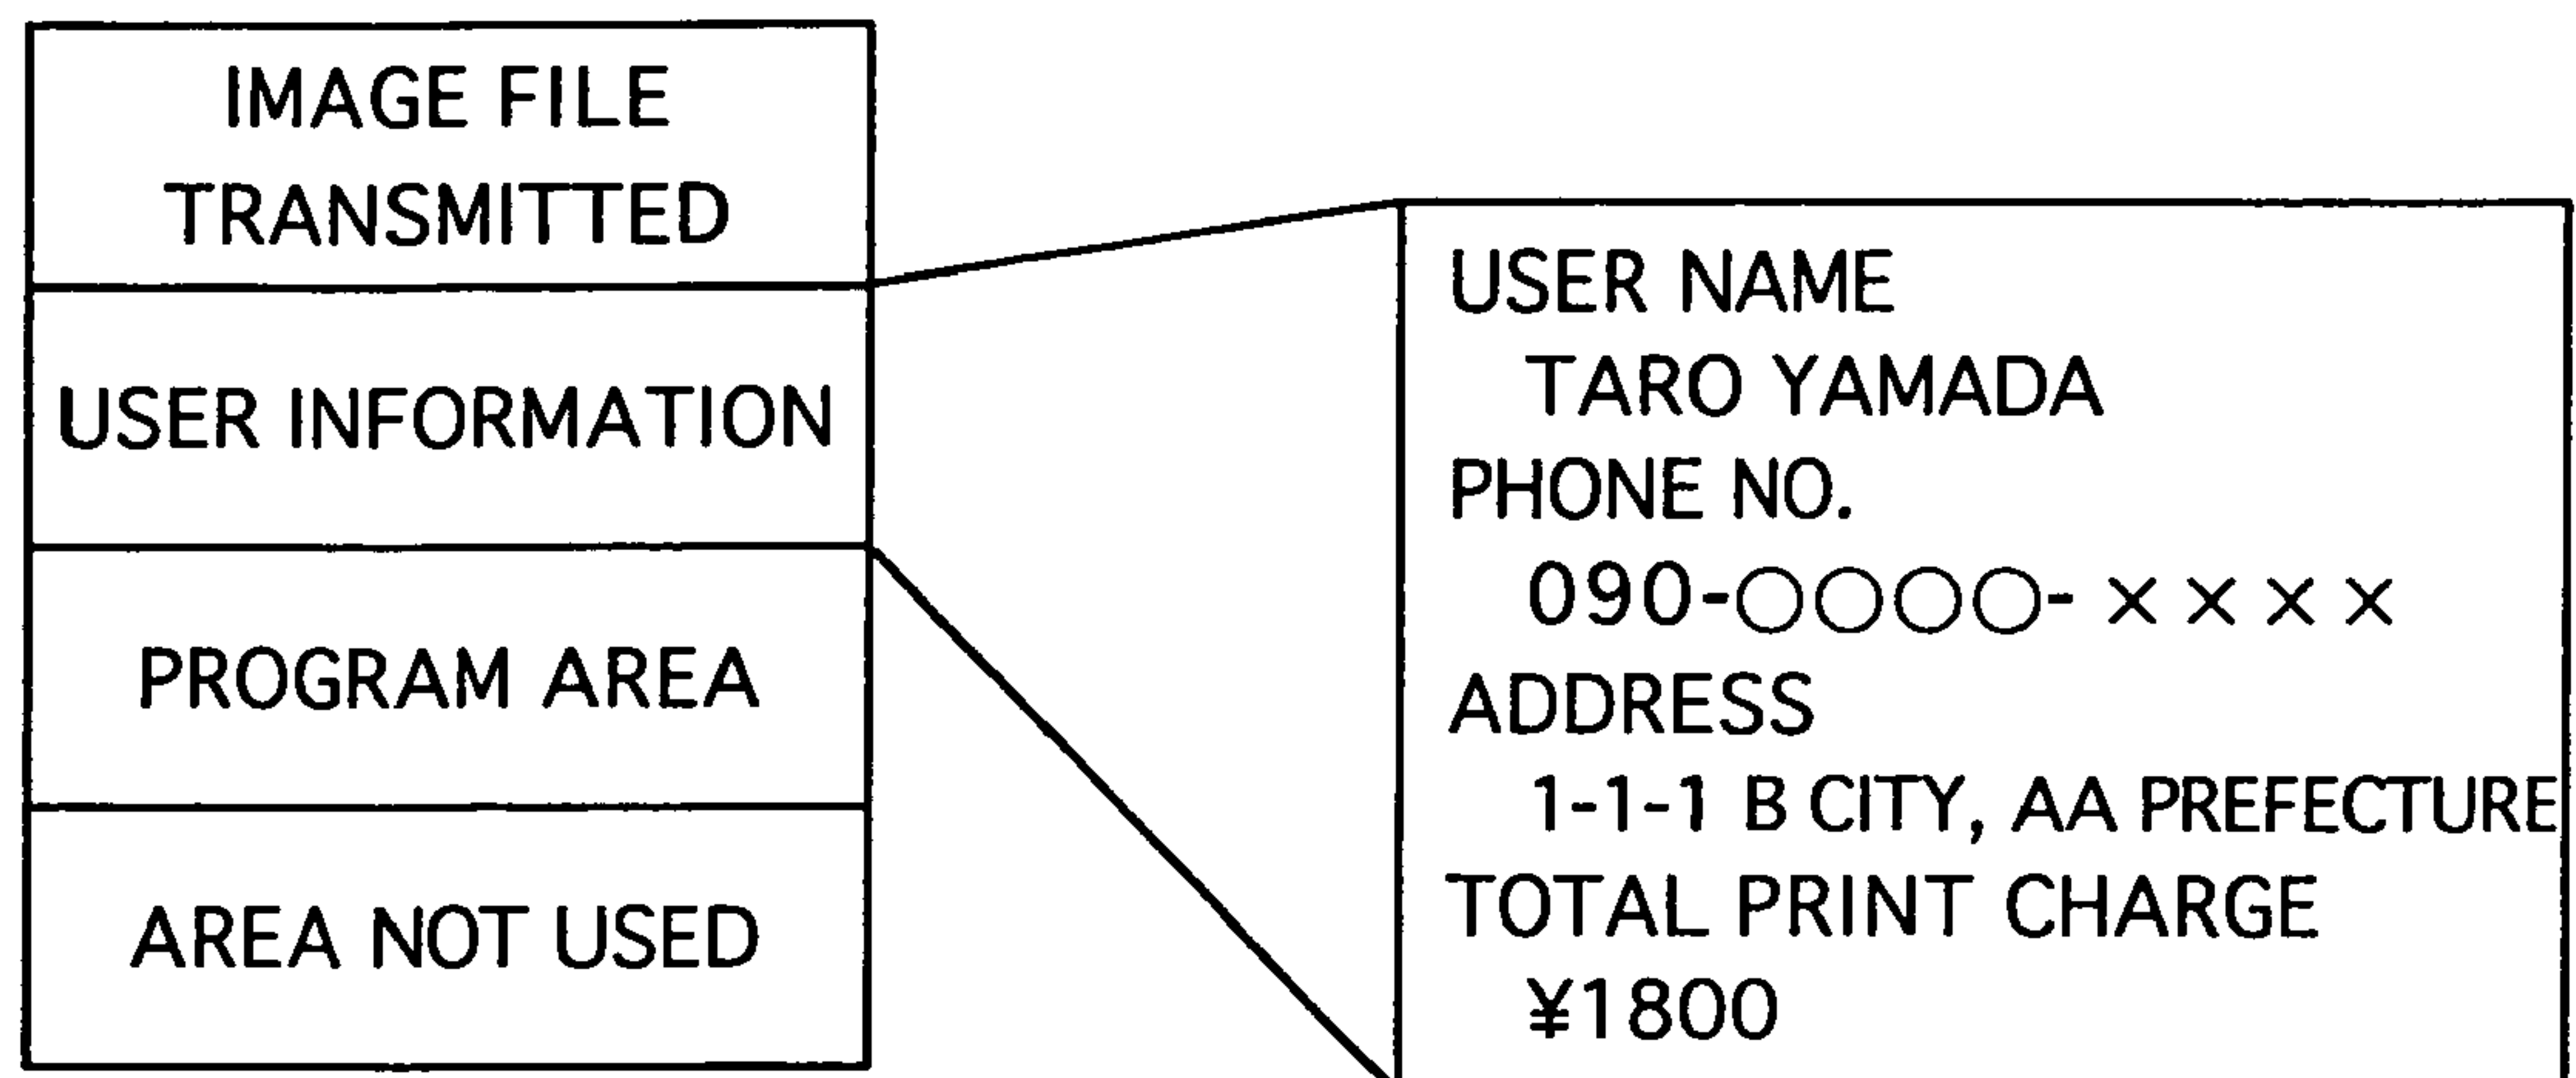 IMAGE FILE
TRANSMITTED
USER INFORMATION
PROGRAM AREA
AREA NOT USED
USER NAME
TARO YAMADA
PHONE NO.
090-○○○○-××××
ADDRESS
1-1-1 B CITY, AA PREFECTURE
TOTAL PRINT CHARGE
¥1800